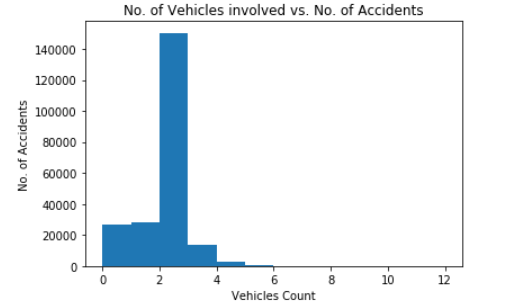 No. of Vehicles involved vs. No. of Accidents
140000
120000
100000
80000
60000
40000
20000
0
No. of Accidents
0 2 4 6 8 10 12
Vehicles Count